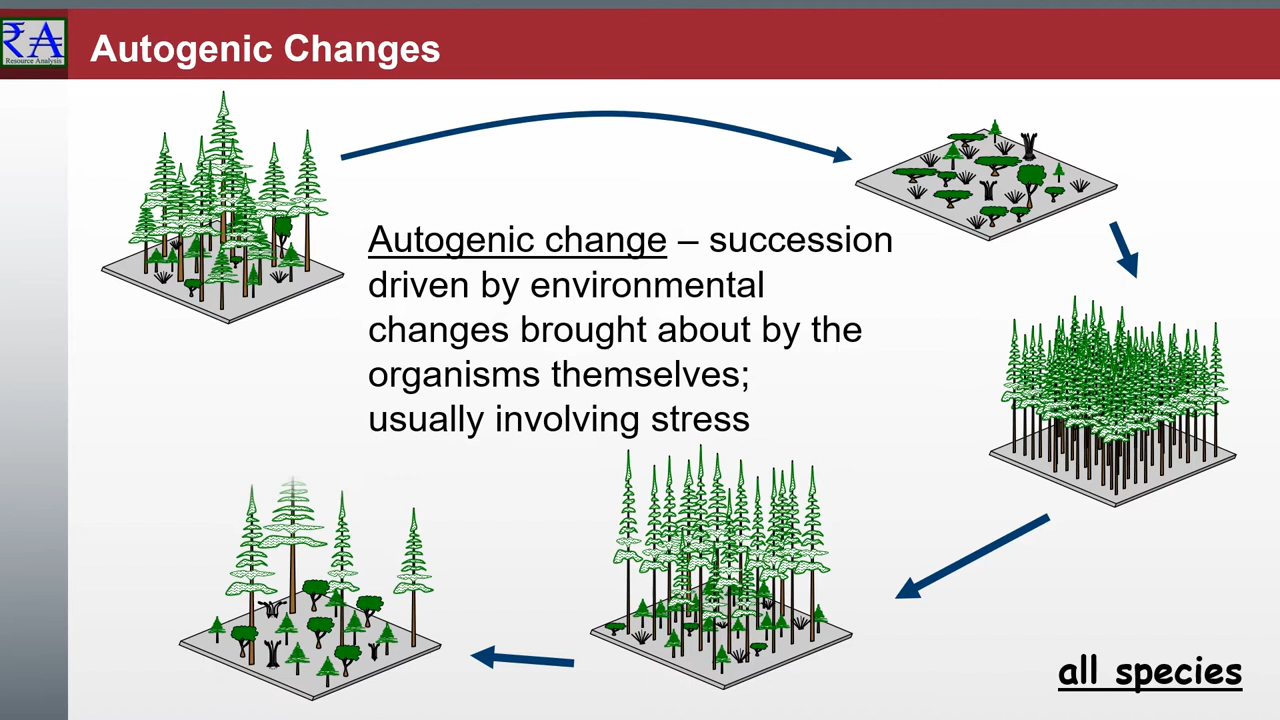 ₹A
Resource Analysis
Autogenic Changes
Autogenic change – succession
driven by environmental
changes brought about by the
organisms themselves;
usually involving stress
all species